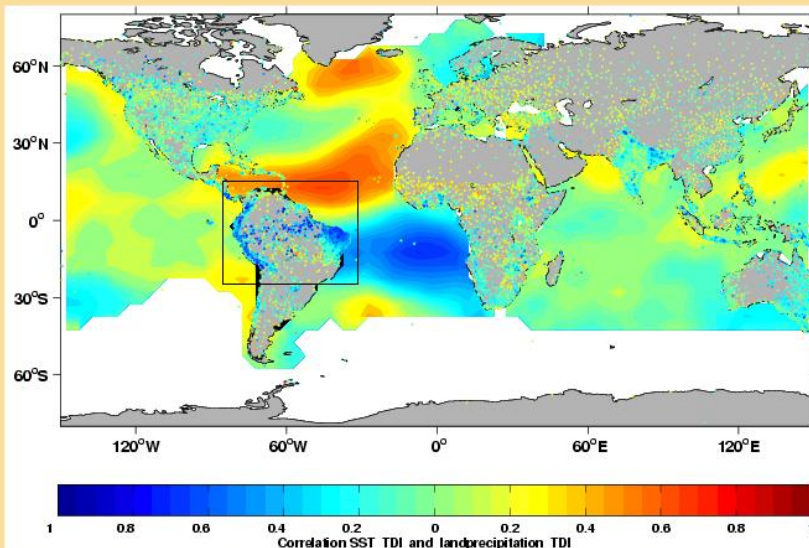 60°N
30°N
0°
30°S
60°S
120°W 60°W 0° 60°E 120°E
1 0.8 0.6 0.4 0.2 0 0.2 0.4 0.6 0.8
Correlation SST TDI and landprecipitation TDI